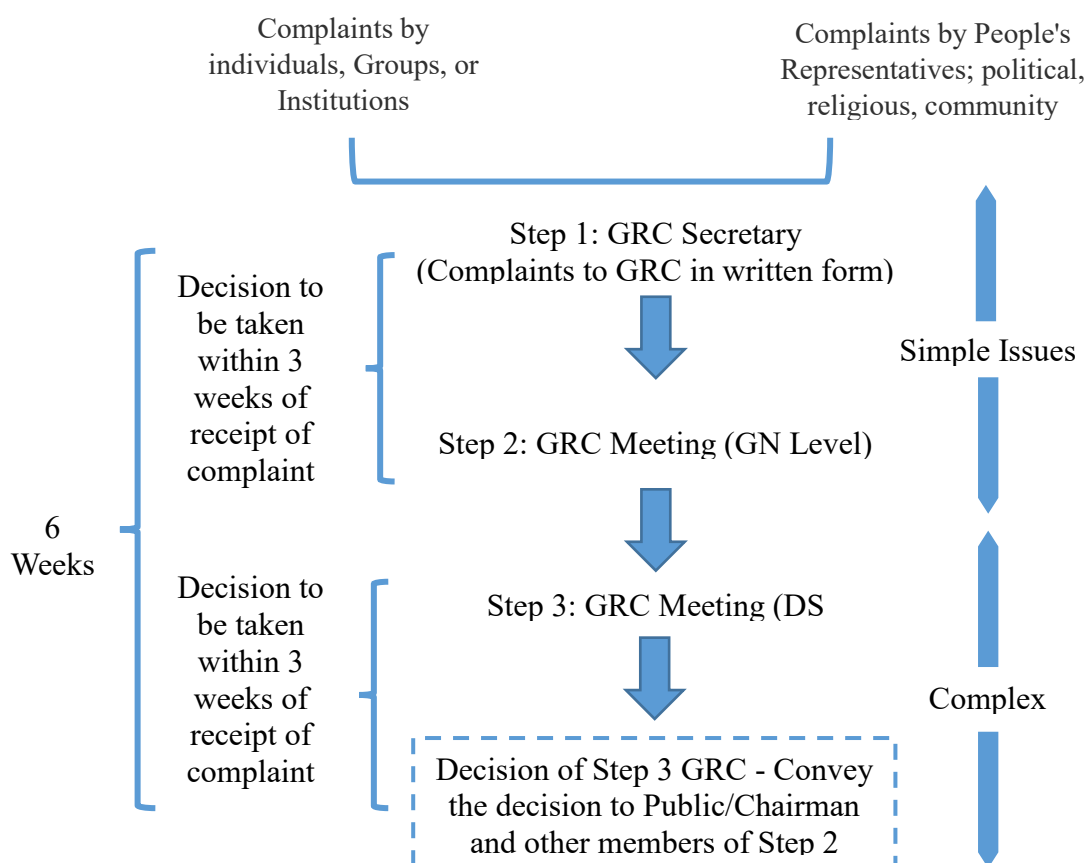 Complaints by
individuals, Groups, or
Institutions
Complaints by People's
Representatives; political,
religious, community
Step 1: GRC Secretary
(Complaints to GRC in written form)
Decision to
be taken
within 3
weeks of
receipt of
complaint
Simple Issues
Step 2: GRC Meeting (GN Level)
6
Weeks
Decision to
be taken
within 3
weeks of
receipt of
complaint
Step 3: GRC Meeting (DS
Complex
Decision of Step 3 GRC - Convey
the decision to Public/Chairman
and other members of Step 2